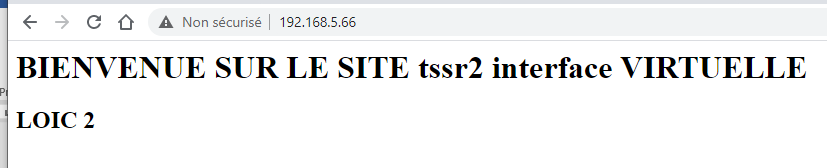 Non sécurisé | 192.168.5.66
BIENVENUE SUR LE SITE tssr2 interface VIRTUELLE
LOIC 2